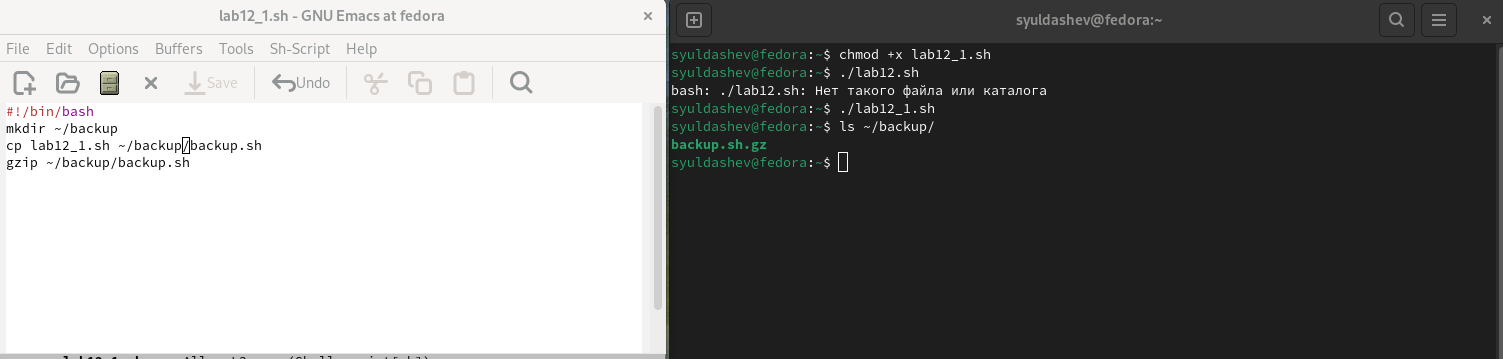 lab12_1.sh - GNU Emacs at fedora
File Edit Options Buffers Tools Sh-Script Help
Save Undo
#!/bin/bash
mkdir ~/backup
cp lab12_1.sh ~/backup/backup.sh
gzip ~/backup/backup.sh
syuldashev@fedora:~
syuldashev@fedora:~$ chmod +x lab12_1.sh
syuldashev@fedora:~$ ./lab12.sh
bash: ./lab12.sh: Нет такого файла или каталога
syuldashev@fedora:~$ ./lab12_1.sh
syuldashev@fedora:~$ ls ~/backup/
backup.sh.gz
syuldashev@fedora:~$